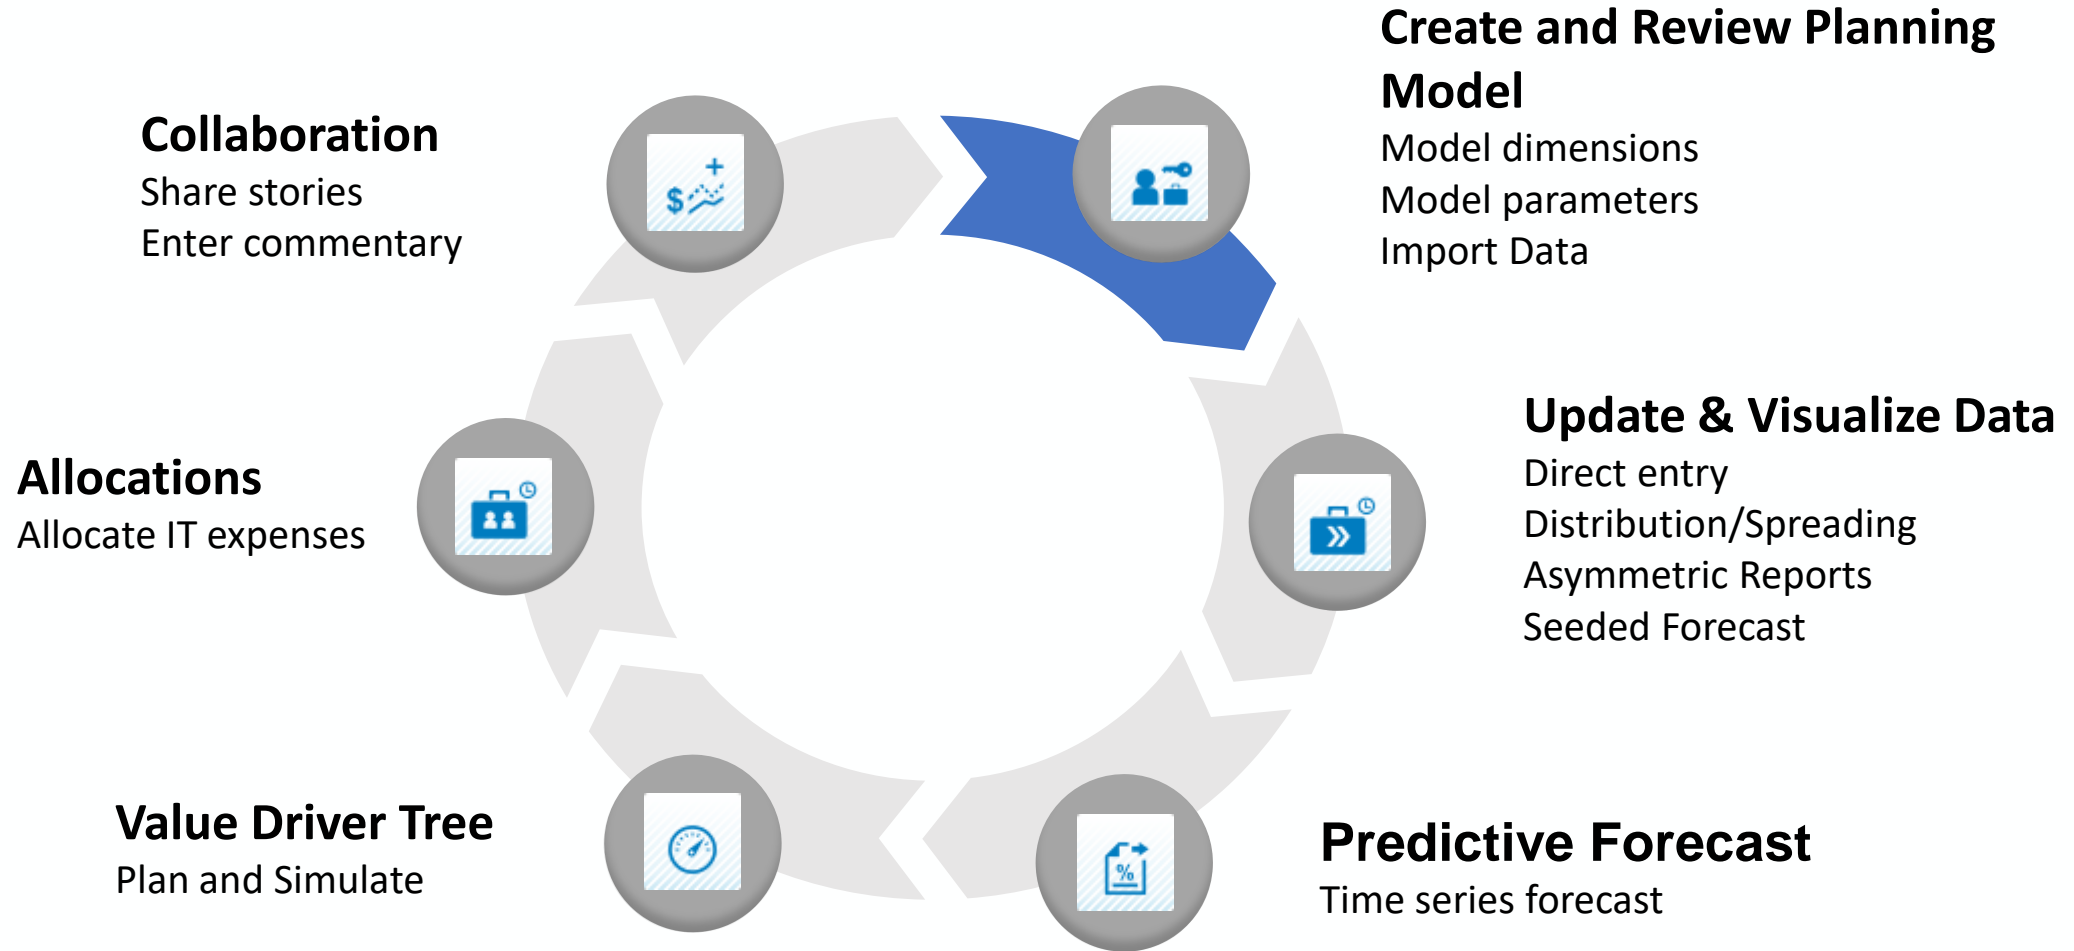 Create and Review Planning
Model
Model dimensions
Model parameters
Import Data
Update & Visualize Data
Direct entry
Distribution/Spreading
Asymmetric Reports
Seeded Forecast
Predictive Forecast
Time series forecast
Value Driver Tree
Plan and Simulate
Allocations
Allocate IT expenses
Collaboration
Share stories
Enter commentary
$
+
%